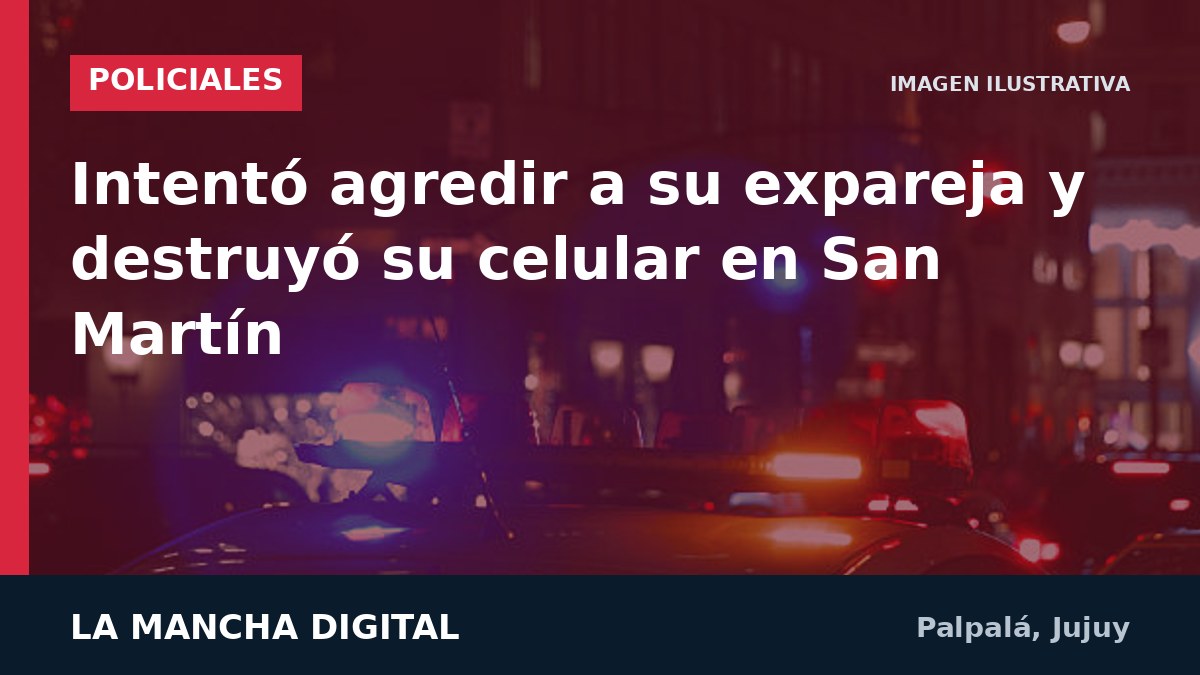 POLICIALES
IMAGEN ILUSTRATIVA
Intentó agredir a su expareja y
destruyó su celular en San
Martín
LA MANCHA DIGITAL
Palpalá, Jujuy